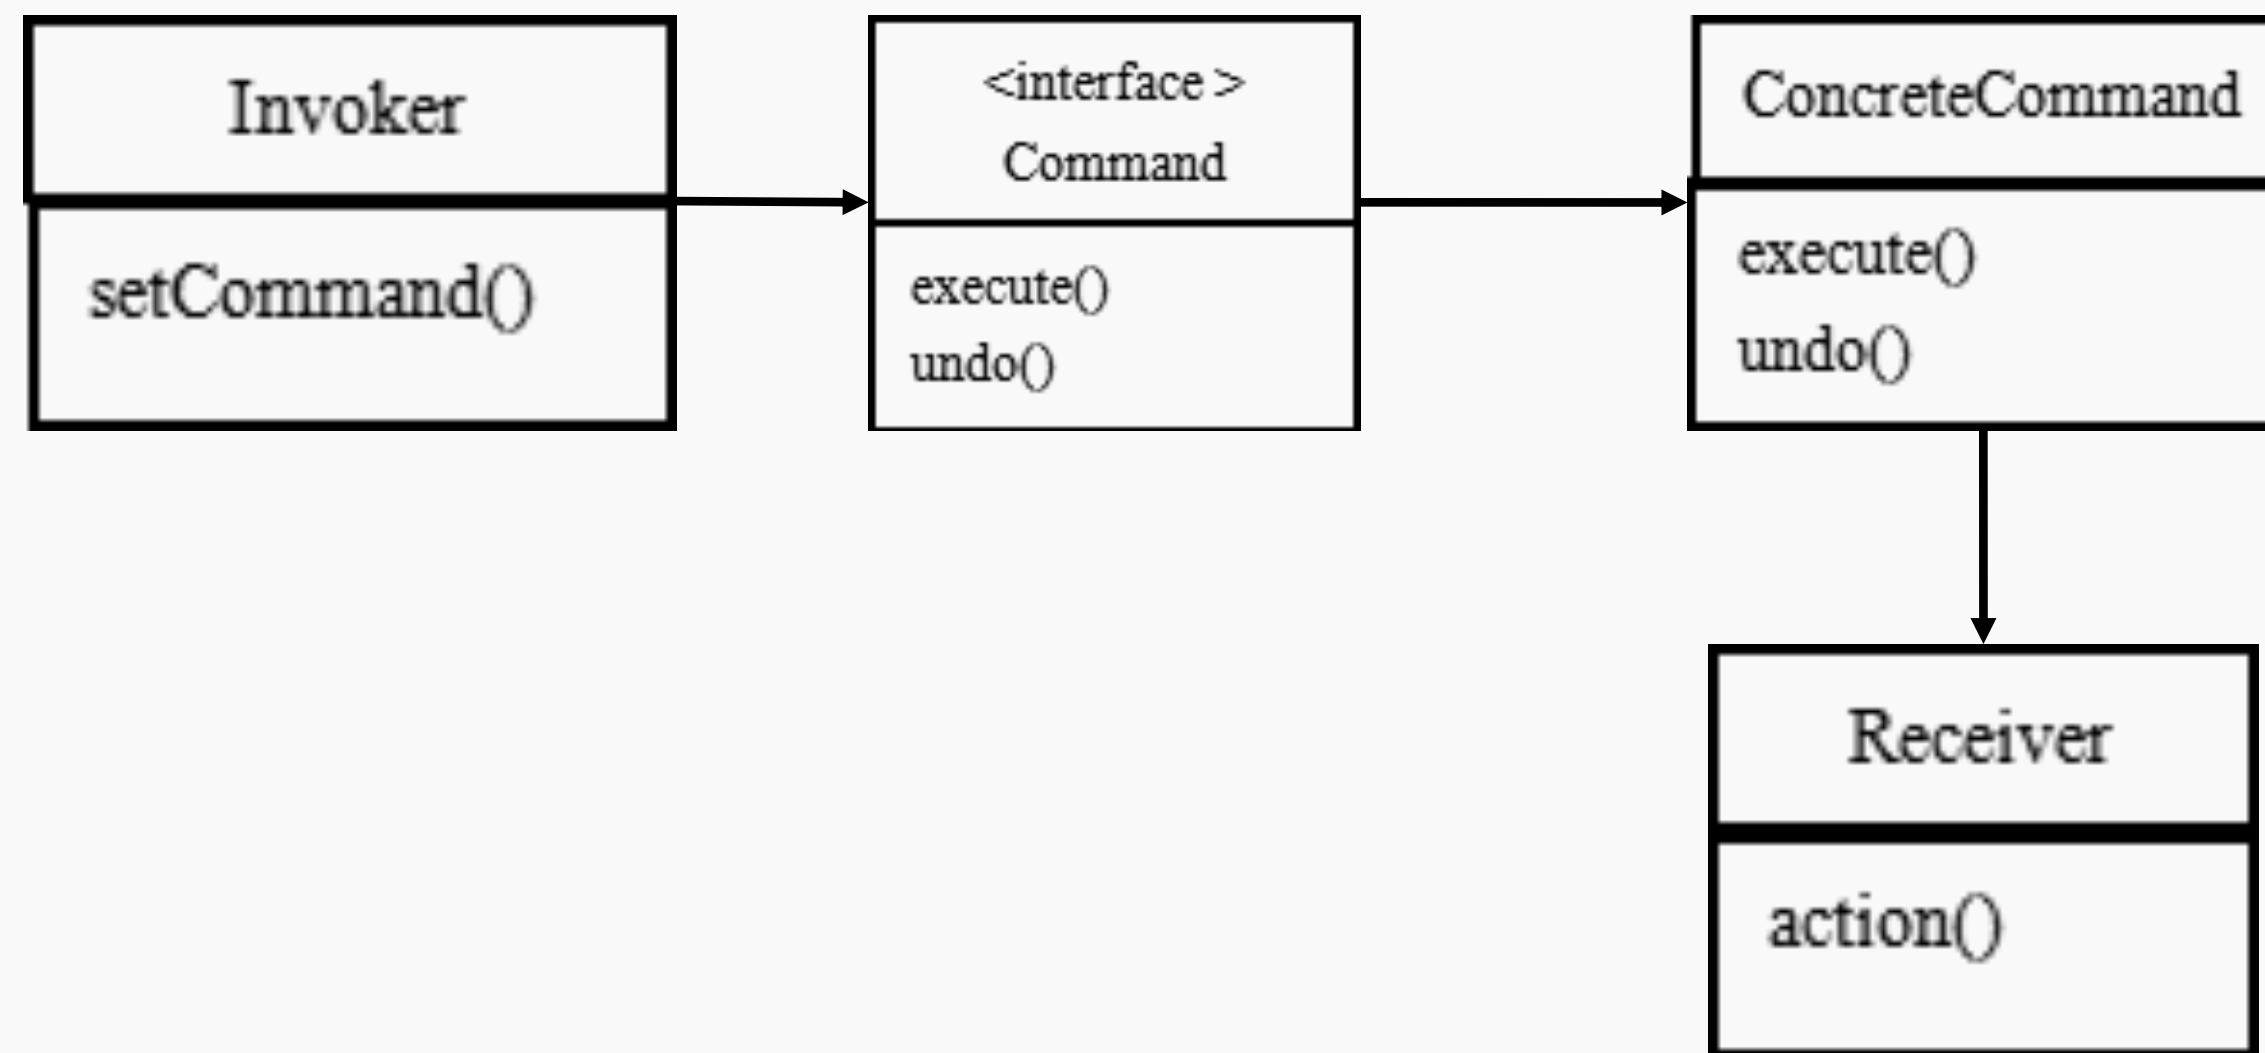 Invoker
setCommand()
<interface >
Command
execute()
undo()
ConcreteCommand
execute()
undo()
Receiver
action()